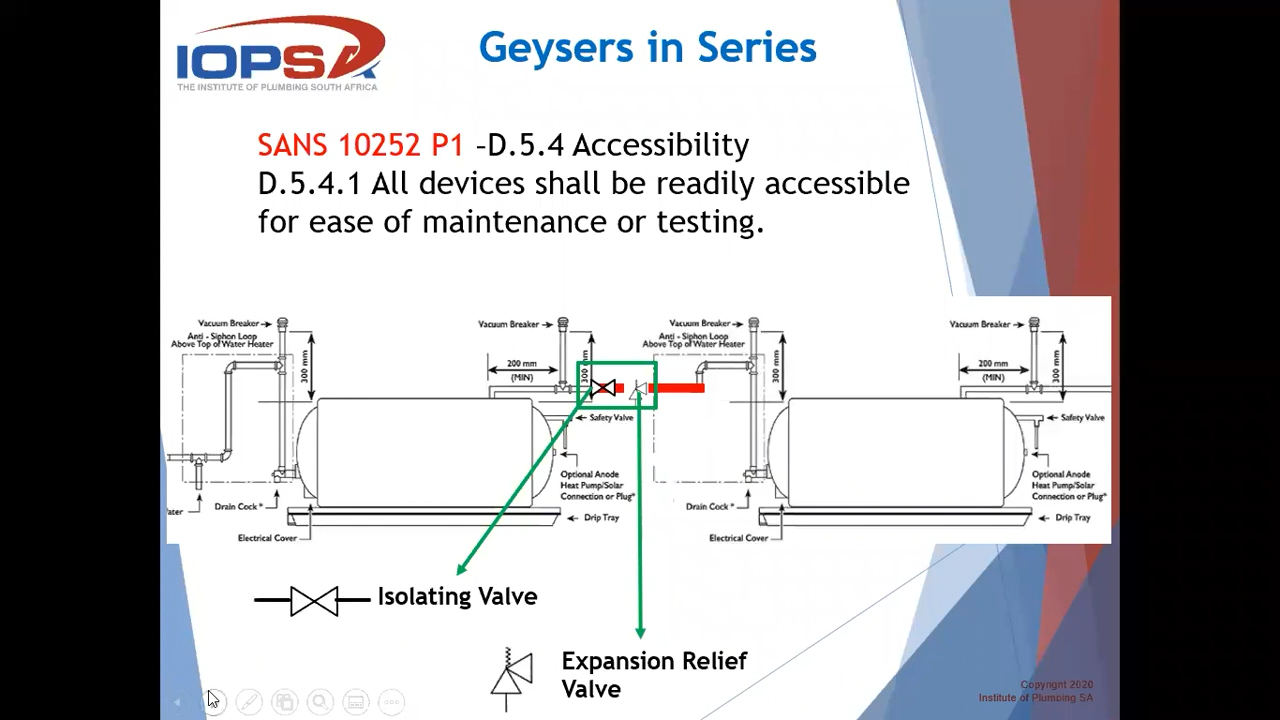 IOPSA
THE INSTITUTE OF PLUMBING SOUTH AFRICA
Geysers in Series
SANS 10252 P1 –D.5.4 Accessibility
D.5.4.1 All devices shall be readily accessible
for ease of maintenance or testing.
Vacuum Breaker
Anti - Siphon Loop
Above Top of Water Heater
300 mm
Vacuum Breaker
200 mm
(MIN)
300 mm
Safety Valve
Optional Anode
Heat Pump/Solar
Connection or Plug*
Drain Cock *
Drip Tray
Electrical Cover
Vacuum Breaker
Anti - Siphon Loop
Above Top of Water Heater
300 mm
Vacuum Breaker
200 mm
(MIN)
300 mm
Safety Valve
Optional Anode
Heat Pump/Solar
Connection or Plug*
Drain Cock *
Drip Tray
Electrical Cover
Isolating Valve
Expansion Relief
Valve
Copyright 2020
Institute of Plumbing SA